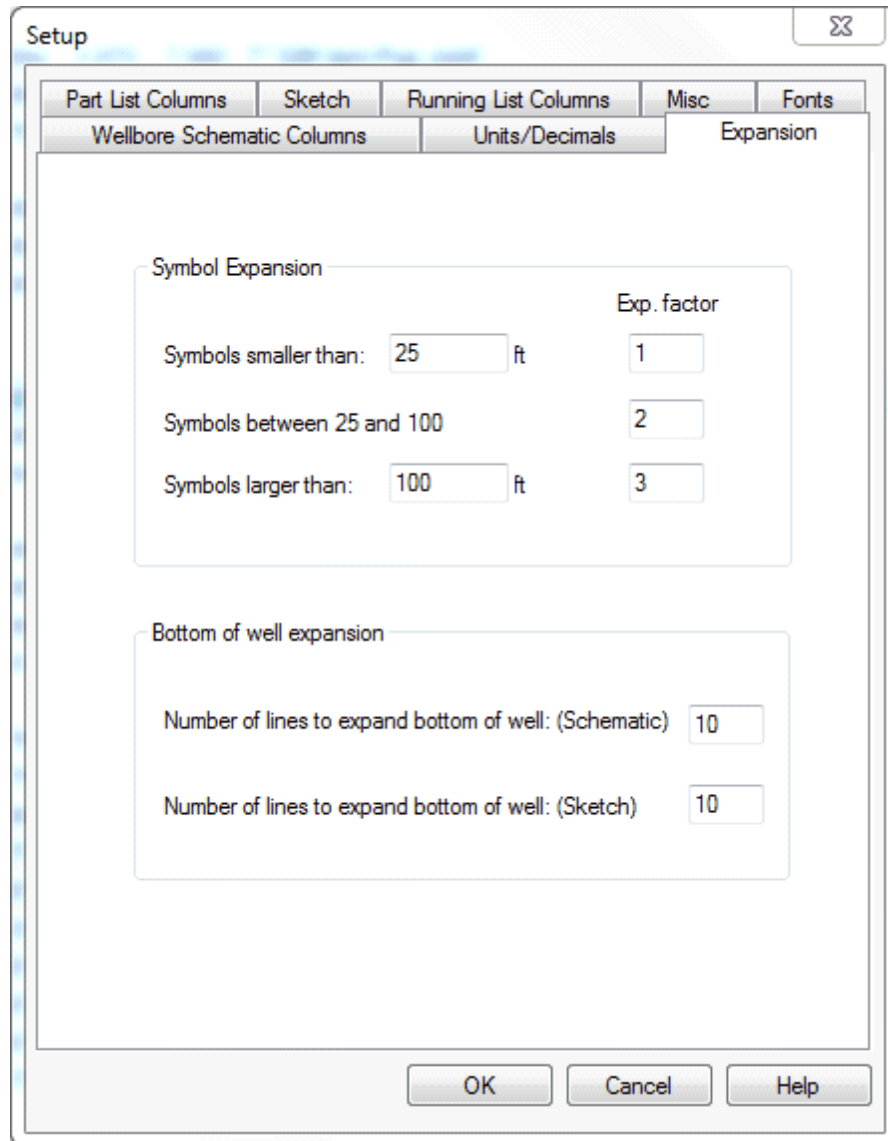 Setup
Part List Columns Sketch Running List Columns Misc Fonts
Wellbore Schematic Columns Units/Decimals Expansion
Symbol Expansion
Exp. factor
Symbols smaller than: 25 ft 1
Symbols between 25 and 100 2
Symbols larger than: 100 ft 3
Bottom of well expansion
Number of lines to expand bottom of well: (Schematic) 10
Number of lines to expand bottom of well: (Sketch) 10
OK Cancel Help